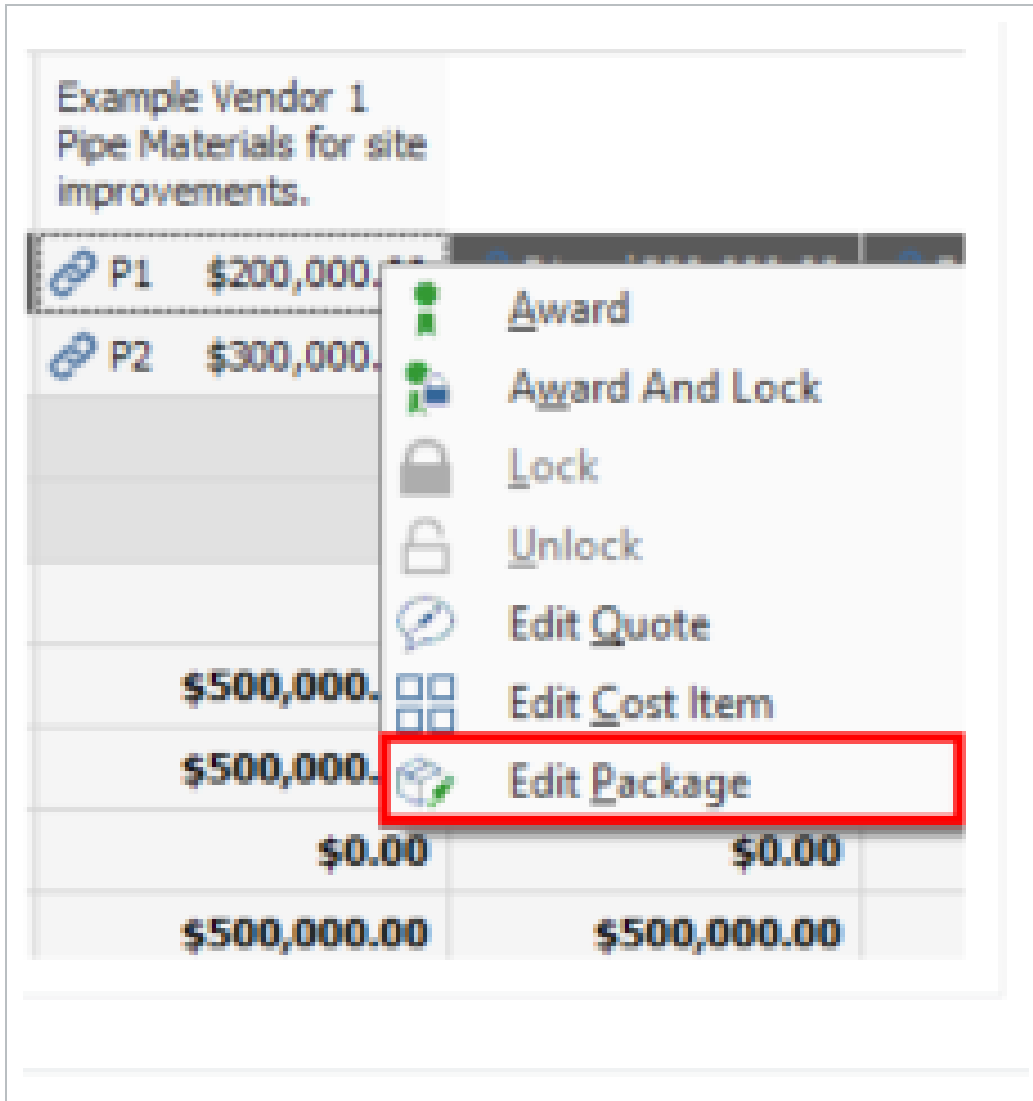 Example Vendor 1
Pipe Materials for site
improvements.
P1 $200,000.
P2 $300,000.
Award
Award And Lock
Lock
Unlock
Edit Quote
Edit Cost Item
Edit Package
$500,000.
$500,000.
$0.00 $0.00
$500,000.00 $500,000.00